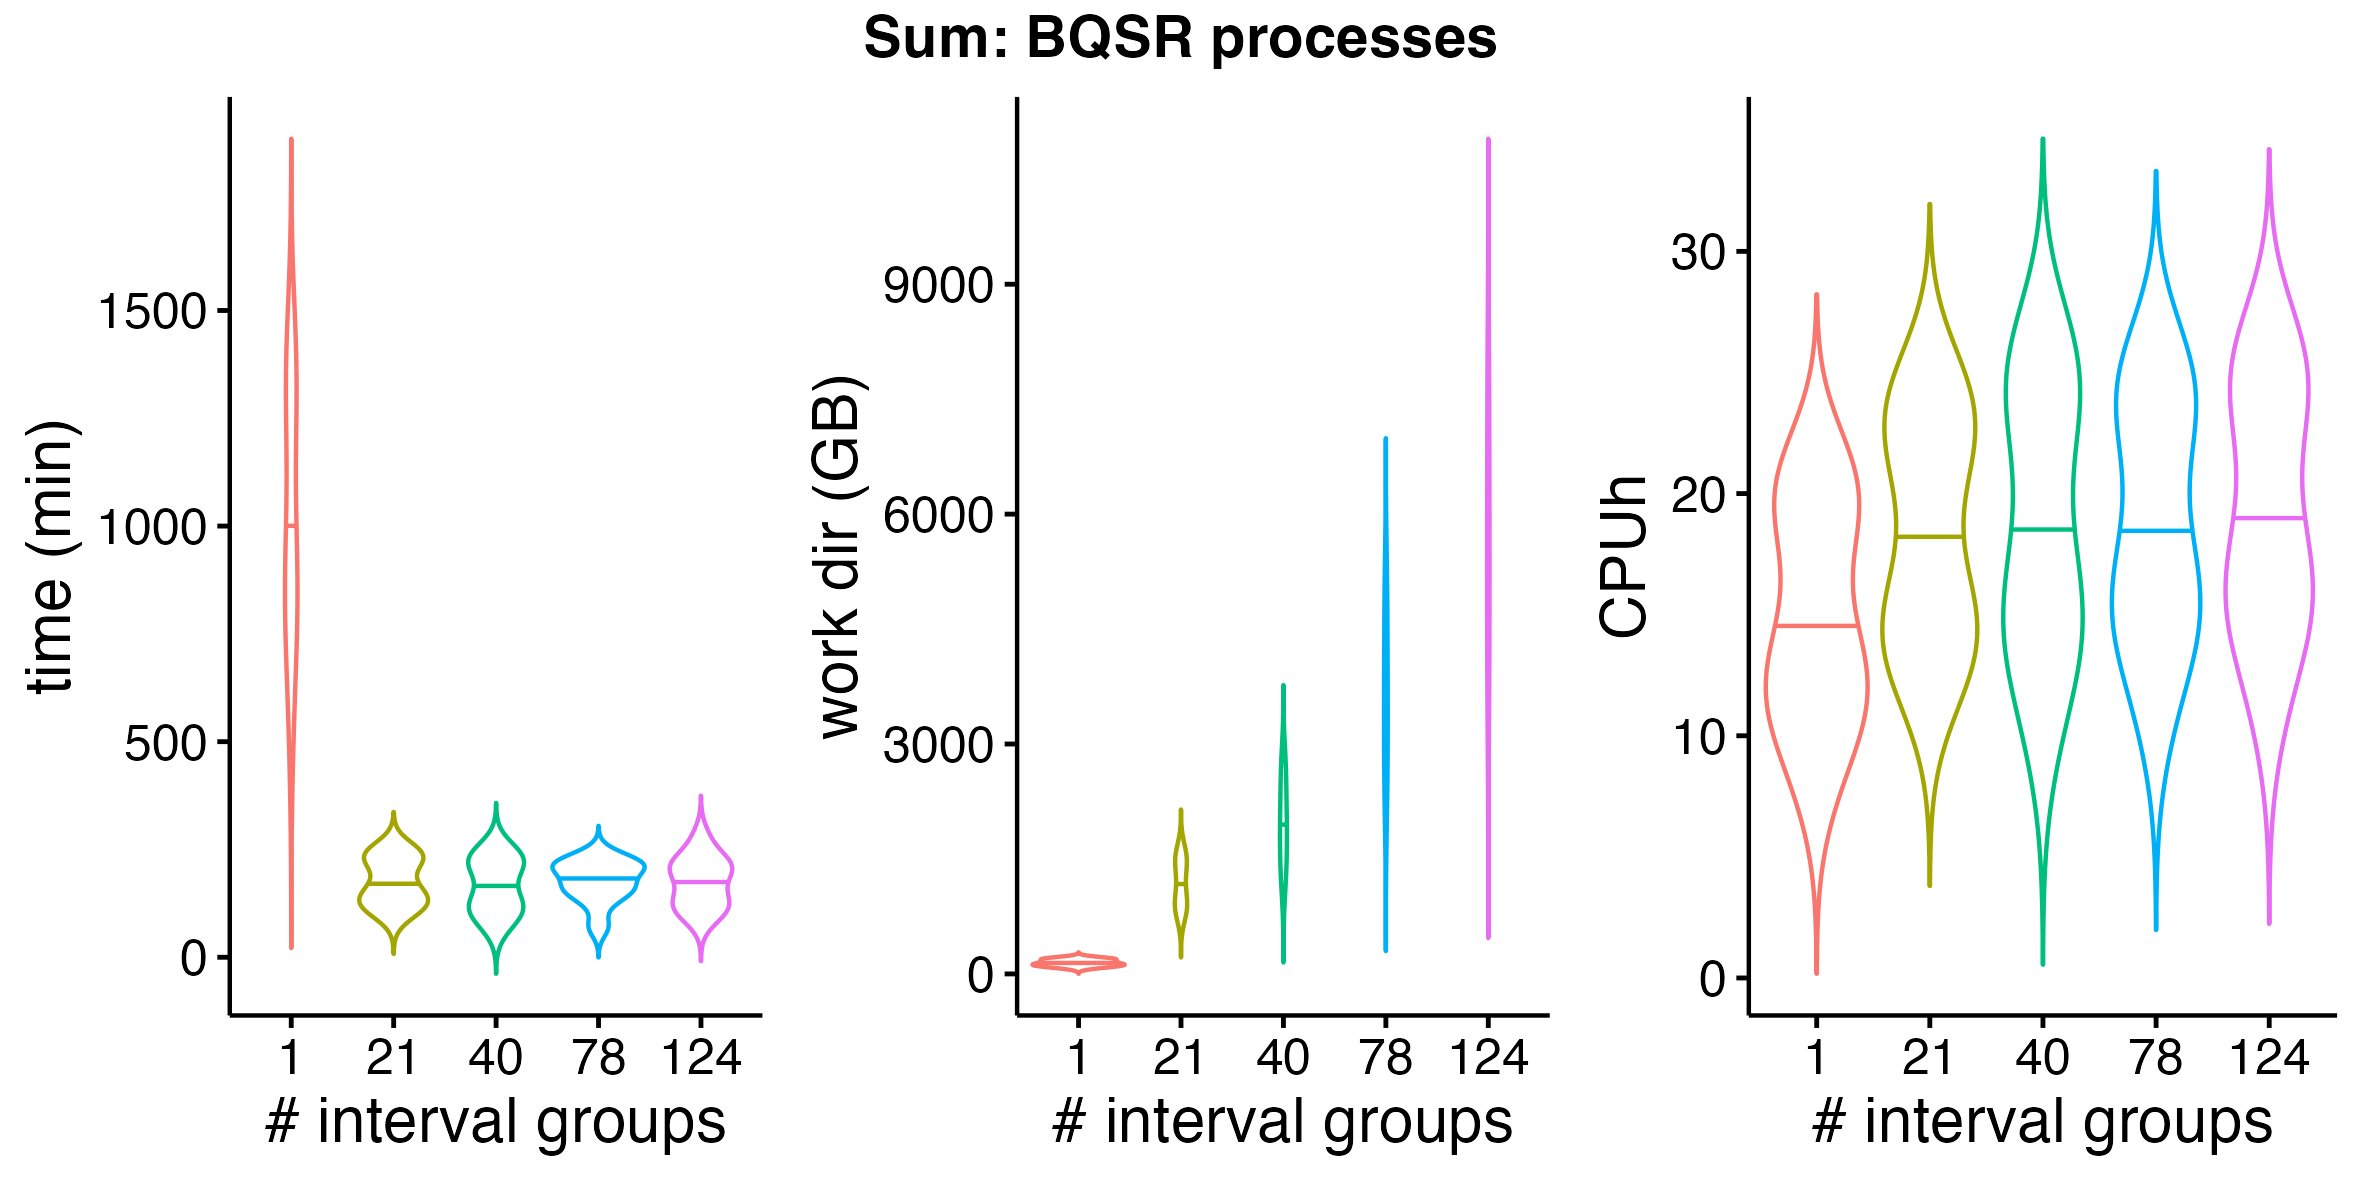 Sum: BQSR processes
time (min)
1500
1000
500
0
1 21 40 78 124
# interval groups
work dir (GB)
9000
6000
3000
0
1 21 40 78 124
# interval groups
CPUh
30
20
10
0
1 21 40 78 124
# interval groups